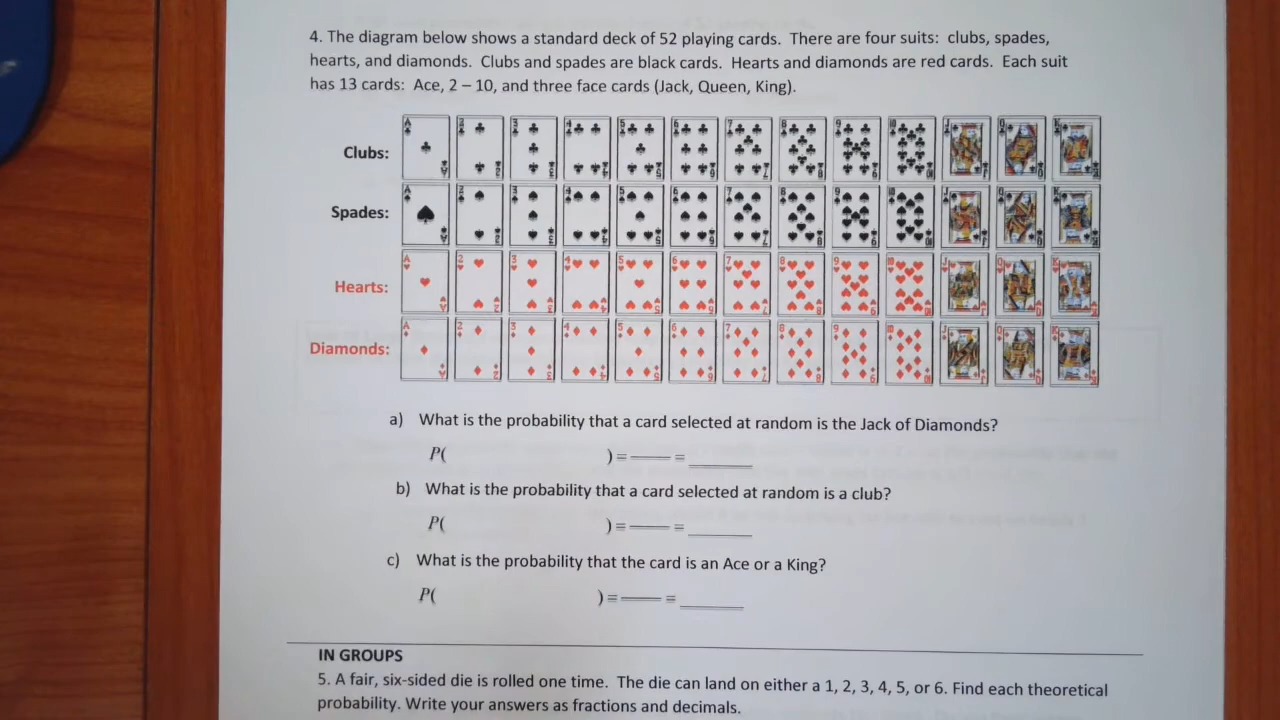 4. The diagram below shows a standard deck of 52 playing cards. There are four suits: clubs, spades,
hearts, and diamonds. Clubs and spades are black cards. Hearts and diamonds are red cards. Each suit
has 13 cards: Ace, 2 – 10, and three face cards (Jack, Queen, King).
Clubs:
Spades:
Hearts:
Diamonds:
a) What is the probability that a card selected at random is the Jack of Diamonds?
P( ) = —— = ______
b) What is the probability that a card selected at random is a club?
P( ) = —— = ______
c) What is the probability that the card is an Ace or a King?
P( ) = —— = ______
IN GROUPS
5. A fair, six-sided die is rolled one time. The die can land on either a 1, 2, 3, 4, 5, or 6. Find each theoretical
probability. Write your answers as fractions and decimals.